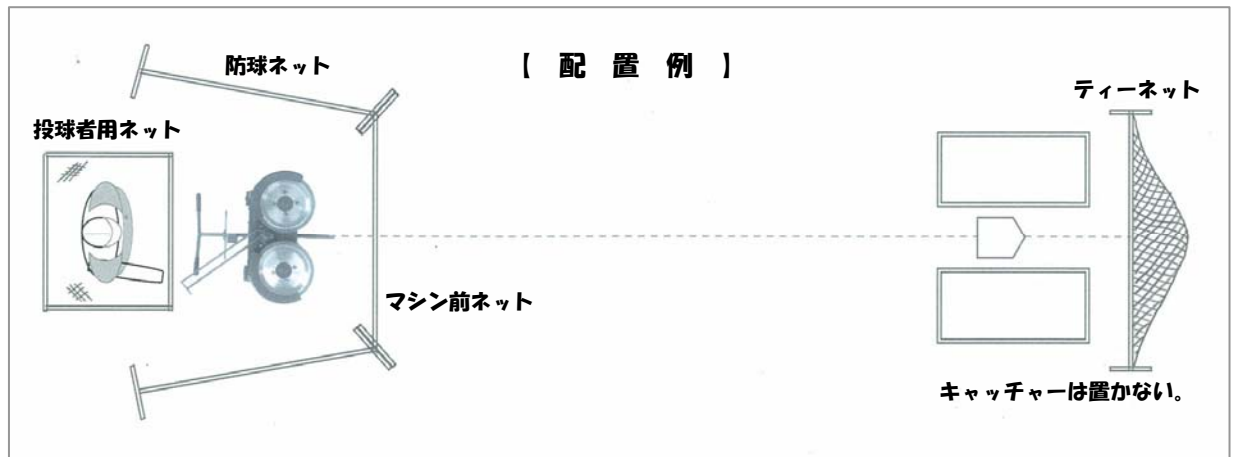 【 配 置 例 】
防球ネット
ティーネット
投球者用ネット
マシン前ネット
キャッチャーは置かない。